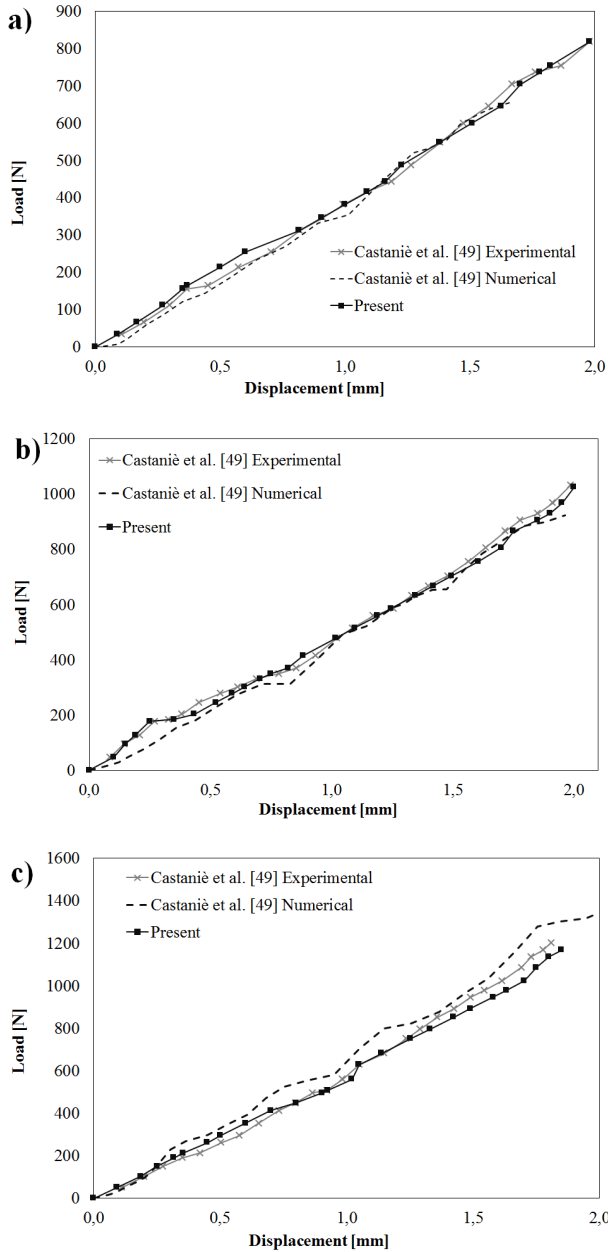 a)
900
800
700
600
500
400
300
200
100
0
Load [N]
Castaniè et al. [49] Experimental
Castaniè et al. [49] Numerical
Present
0,0 0,5 1,0 1,5 2,0
Displacement [mm]
b)
1200
1000
800
600
400
200
0
Load [N]
Castaniè et al. [49] Experimental
Castaniè et al. [49] Numerical
Present
0,0 0,5 1,0 1,5 2,0
Displacement [mm]
c)
1600
1400
1200
1000
800
600
400
200
0
Load [N]
Castaniè et al. [49] Experimental
Castaniè et al. [49] Numerical
Present
0,0 0,5 1,0 1,5 2,0
Displacement [mm]